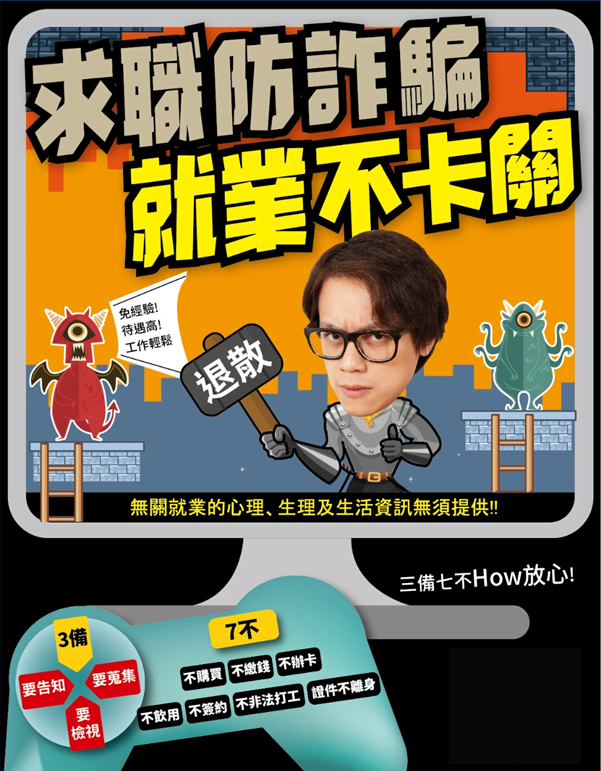 求職防詐騙
就業不卡關
免經驗!
待遇高!
工作輕鬆
退散
無關就業的心理、生理及生活資訊無須提供!!
三備七不How放心!
3備
要告知
要蒐集
要
檢視
7不
不購買
不繳錢
不辦卡
不飲用
不簽約
不非法打工
證件不離身